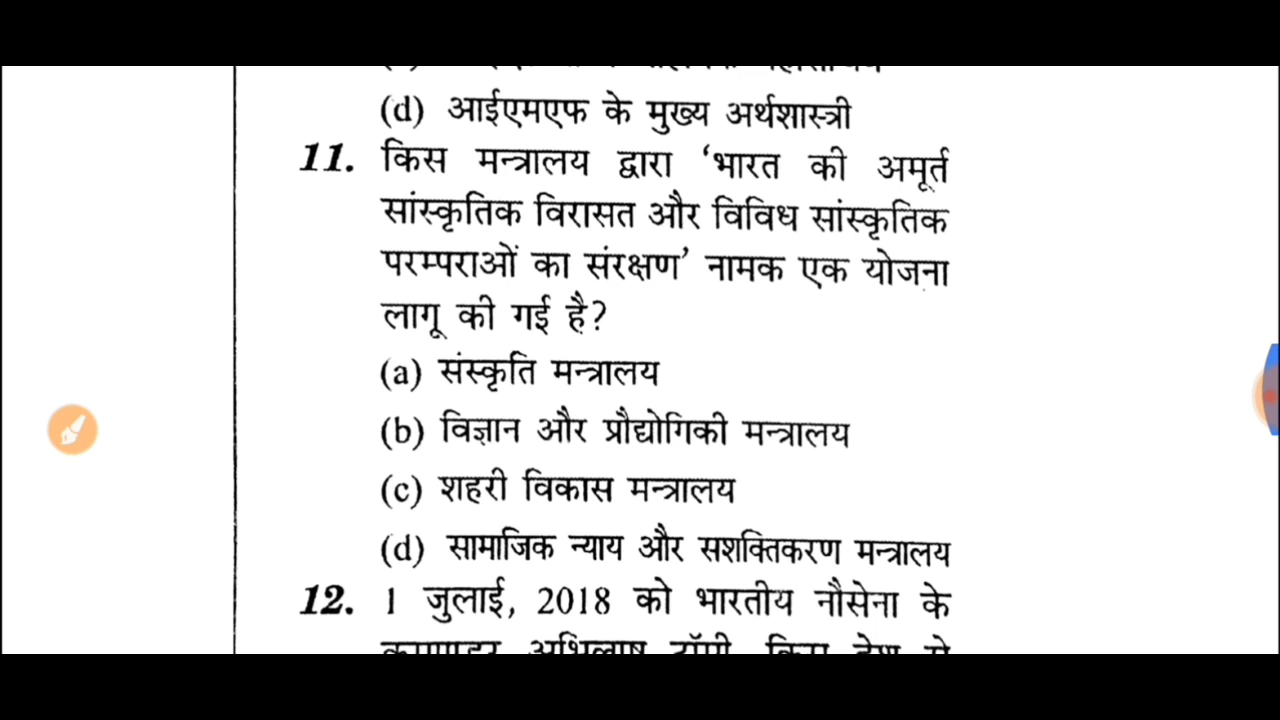 (d) आईएमएफ के मुख्य अर्थशास्त्री
11. किस मन्त्रालय द्वारा ‘भारत की अमूर्त
सांस्कृतिक विरासत और विविध सांस्कृतिक
परम्पराओं का संरक्षण’ नामक एक योजना
लागू की गई है?
(a) संस्कृति मन्त्रालय
(b) विज्ञान और प्रौद्योगिकी मन्त्रालय
(c) शहरी विकास मन्त्रालय
(d) सामाजिक न्याय और सशक्तिकरण मन्त्रालय
12. 1 जुलाई, 2018 को भारतीय नौसेना के